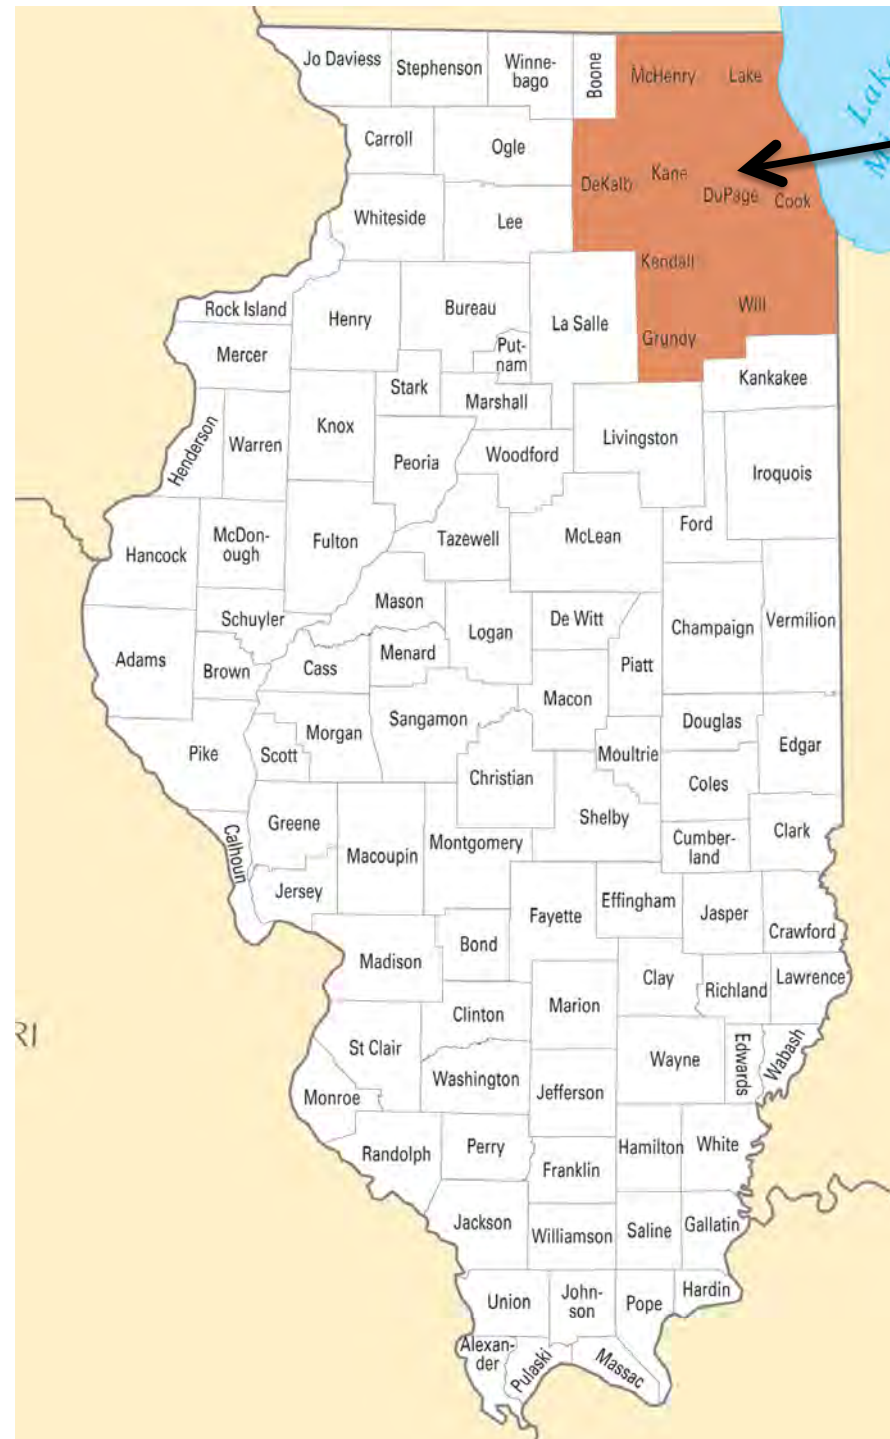 Jo Daviess
Stephenson
Winne-
bago
Boone
McHenry
Lake
Lake
Carroll
Ogle
DeKalb
Kane
DuPage
Cook
Whiteside
Lee
Kendall
Rock Island
Henry
Bureau
La Salle
Will
Mercer
Put-
nam
Grundy
Stark
Kankakee
Henderson
Warren
Knox
Marshall
Peoria
Woodford
Livingston
Iroquois
Hancock
McDon-
ough
Fulton
Tazewell
McLean
Ford
Schuyler
Mason
Adams
Brown
Cass
Menard
Logan
De Witt
Piatt
Champaign
Vermilion
Pike
Scott
Morgan
Sangamon
Macon
Moultrie
Douglas
Edgar
Christian
Coles
Calhoun
Greene
Macoupin
Montgomery
Shelby
Cumber-
land
Clark
Jersey
Fayette
Effingham
Jasper
Crawford
Madison
Bond
Clay
Richland
Lawrence
RI
St Clair
Clinton
Marion
Wayne
Edwards
Wabash
Monroe
Washington
Jefferson
Randolph
Perry
Franklin
Hamilton
White
Jackson
Williamson
Saline
Gallatin
Union
John-
son
Pope
Hardin
Alexan-
der
Pulaski
Massac